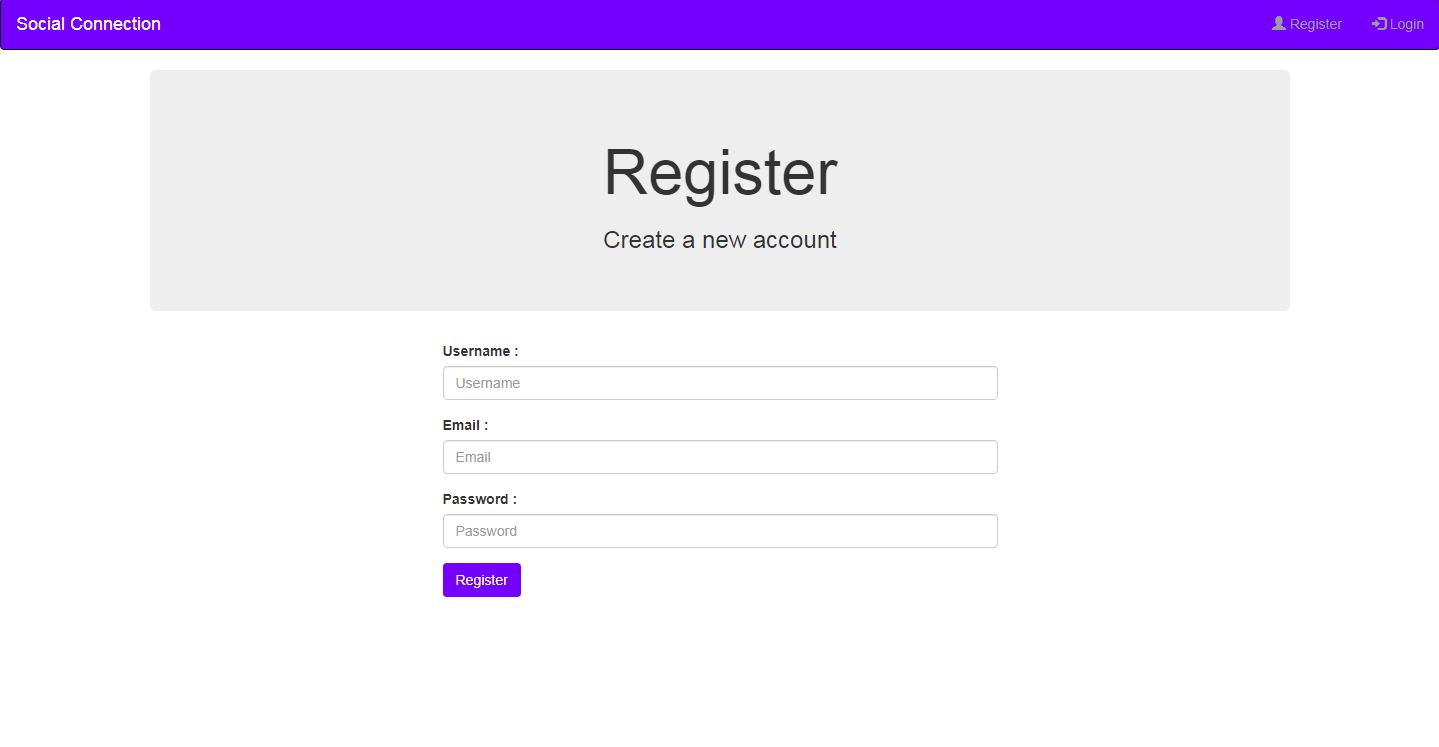 Social Connection
Register
Login
Register
Create a new account
Username :
Username
Email :
Email
Password :
Password
Register